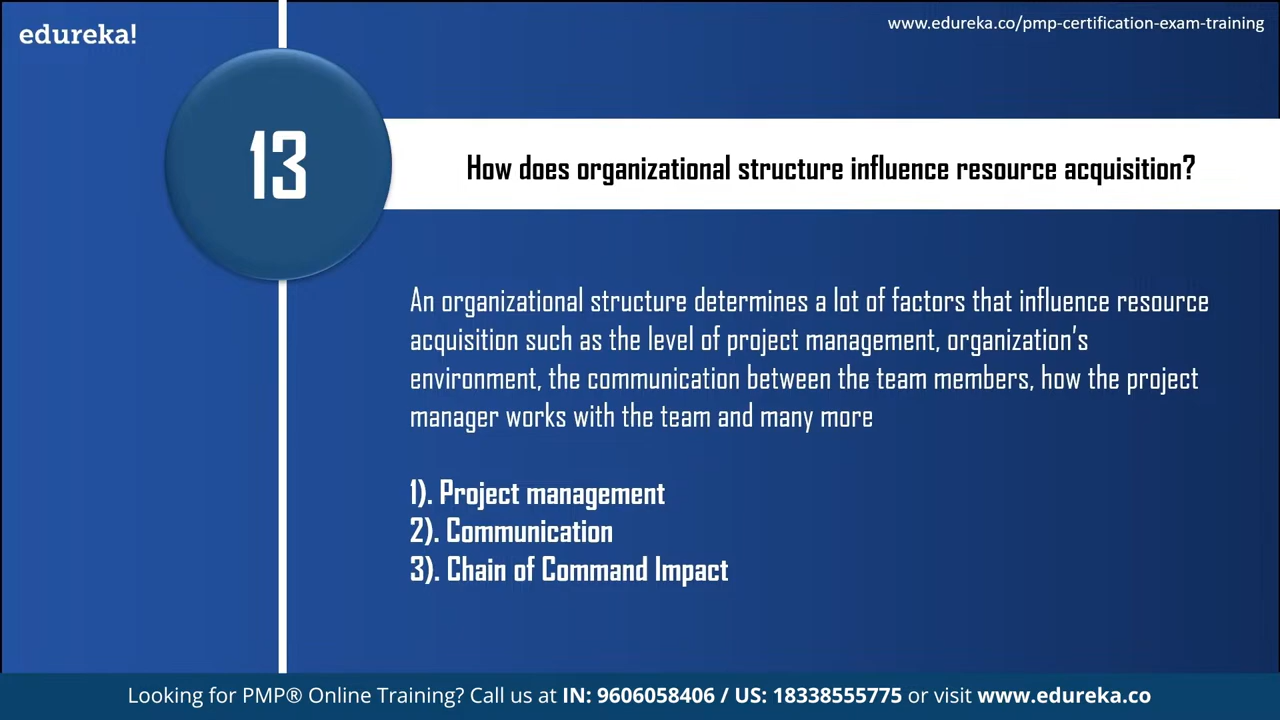 edureka!
www.edureka.co/pmp-certification-exam-training
13
How does organizational structure influence resource acquisition?
An organizational structure determines a lot of factors that influence resource
acquisition such as the level of project management, organization's
environment, the communication between the team members, how the project
manager works with the team and many more
1). Project management
2). Communication
3). Chain of Command Impact
Looking for PMP® Online Training? Call us at IN: 9606058406 / US: 18338555775 or visit www.edureka.co